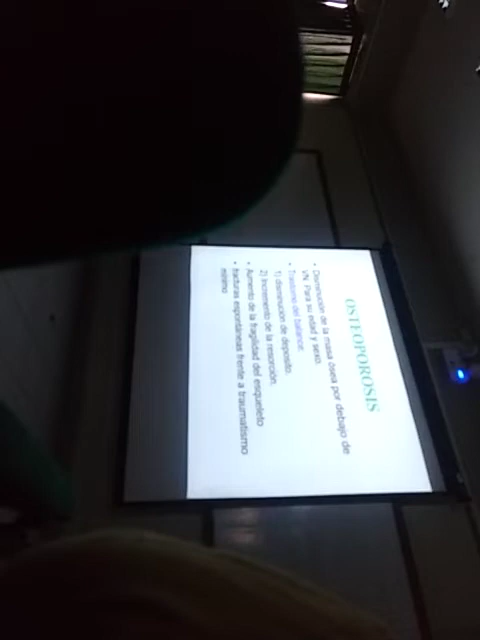 OSTEOPOROSIS
• Disminución de la masa ósea por debajo de
VN. Para su edad y sexo.
• Trastorno del balance:
1) disminución de deposito.
2) Incremento de la resorción.
• Aumento de la fragilidad del esqueleto
• fracturas espontáneas frente a traumatismo
mínimo